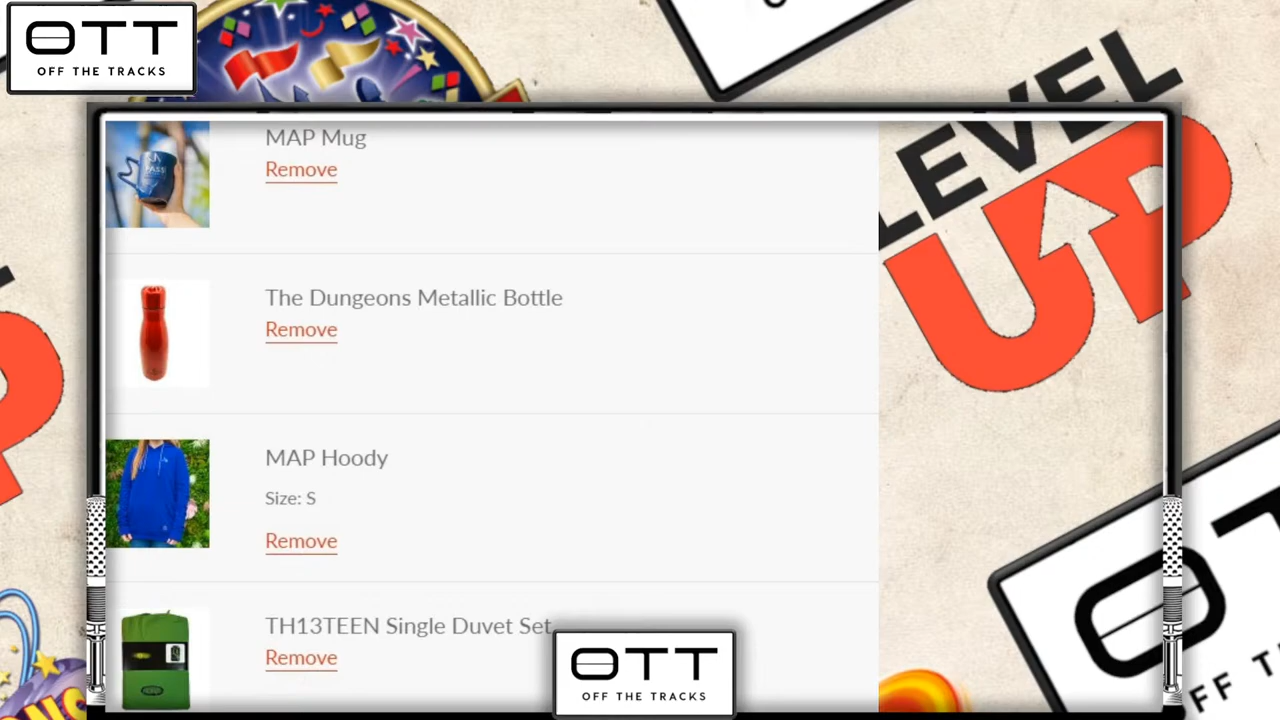 OTT
OFF THE TRACKS
LEVEL
UP
MAP Mug
Remove
The Dungeons Metallic Bottle
Remove
MAP Hoody
Size: S
Remove
TH13TEEN Single Duvet Set
Remove
OTT
OFF THE TRACKS